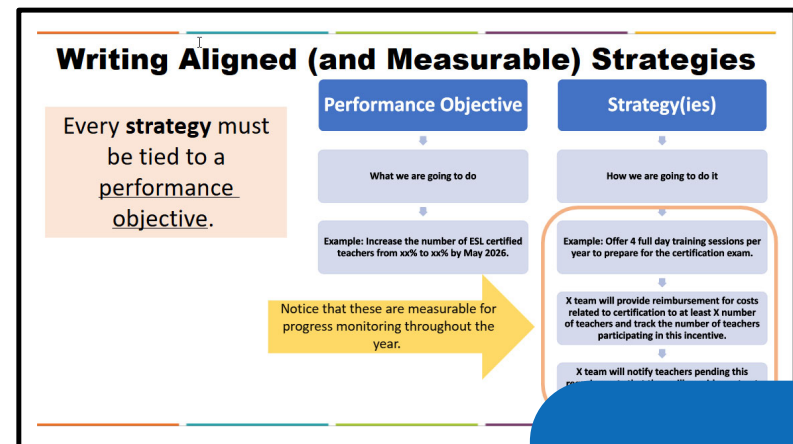 Writing Aligned (and Measurable) Strategies
Every strategy must
be tied to a
performance
objective.
Performance Objective
What we are going to do
Example: Increase the number of ESL certified
teachers from xx% to xx% by May 2026.
Notice that these are measurable for
progress monitoring throughout the
year.
Strategy(ies)
How we are going to do it
Example: Offer 4 full day training sessions per
year to prepare for the certification exam.
X team will provide reimbursement for costs
related to certification to at least X number
of teachers and track the number of teachers
participating in this incentive.
X team will notify teachers pending this